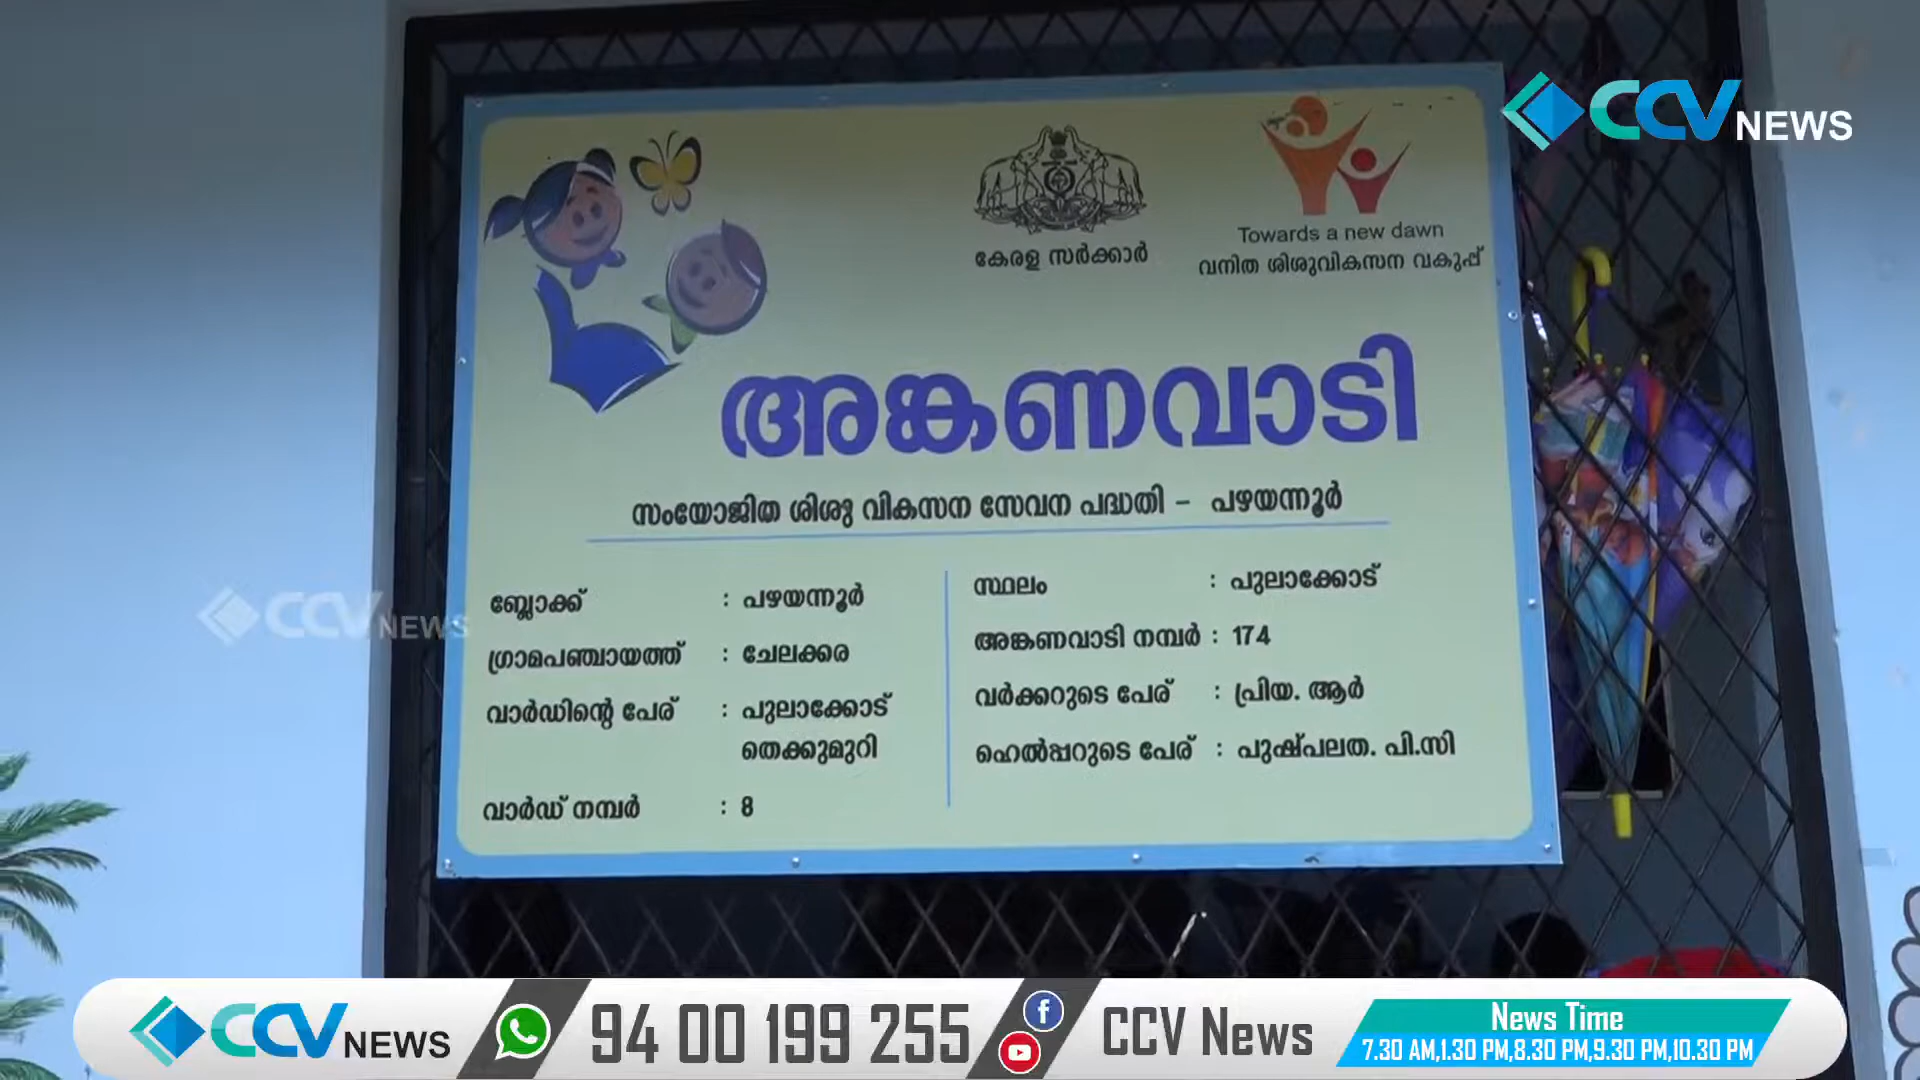 CCV NEWS
കേരള സർക്കാർ
Towards a new dawn
വനിത ശിശുവികസന വകുപ്പ്
അങ്കണവാടി
സംയോജിത ശിശു വികസന സേവന പദ്ധതി - പഴയന്നൂർ
ബ്ലോക്ക് : പഴയന്നൂർ
ഗ്രാമപഞ്ചായത്ത് : ചേലക്കര
വാർഡിന്റെ പേര് : പുലാക്കോട്
തെക്കുമുറി
വാർഡ് നമ്പർ : 8
സ്ഥലം : പുലാക്കോട്
അങ്കണവാടി നമ്പർ : 174
വർക്കറുടെ പേര് : പ്രിയ. ആർ
ഹെൽപ്പറുടെ പേര് : പുഷ്പലത. പി.സി
CCV NEWS
CCV NEWS 94 00 199 255 CCV News
News Time
7.30 AM,1.30 PM,8.30 PM,9.30 PM,10.30 PM